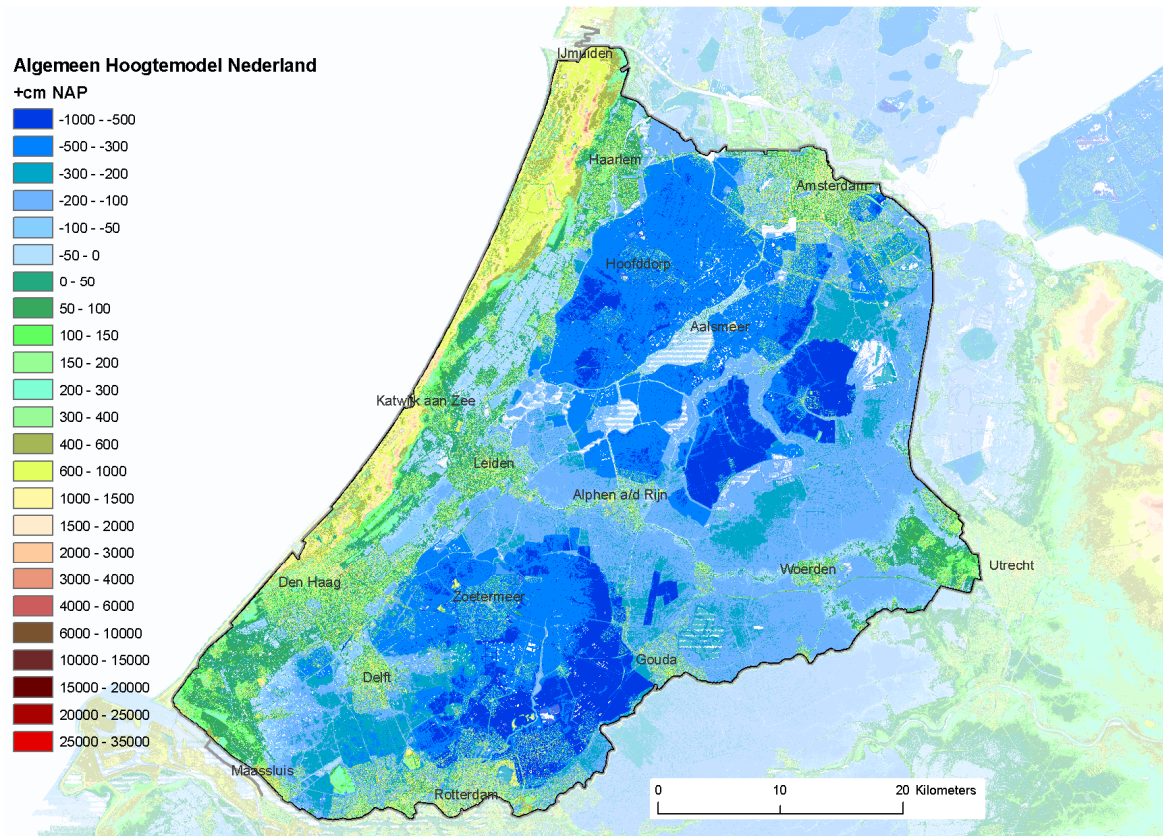 Algemeen Hoogtemodel Nederland
+cm NAP
-1000 - -500
-500 - -300
-300 - -200
-200 - -100
-100 - -50
-50 - 0
0 - 50
50 - 100
100 - 150
150 - 200
200 - 300
300 - 400
400 - 600
600 - 1000
1000 - 1500
1500 - 2000
2000 - 3000
3000 - 4000
4000 - 6000
6000 - 10000
10000 - 15000
15000 - 20000
20000 - 25000
25000 - 35000
IJmuiden
Haarlem
Amsterdam
Hoofddorp
Aalsmeer
Katwijk aan Zee
Leiden
Alphen a/d Rijn
Utrecht
Woerden
Den Haag
Zoetermeer
Gouda
Delft
Maassluis
Rotterdam
0 10 20 Kilometers